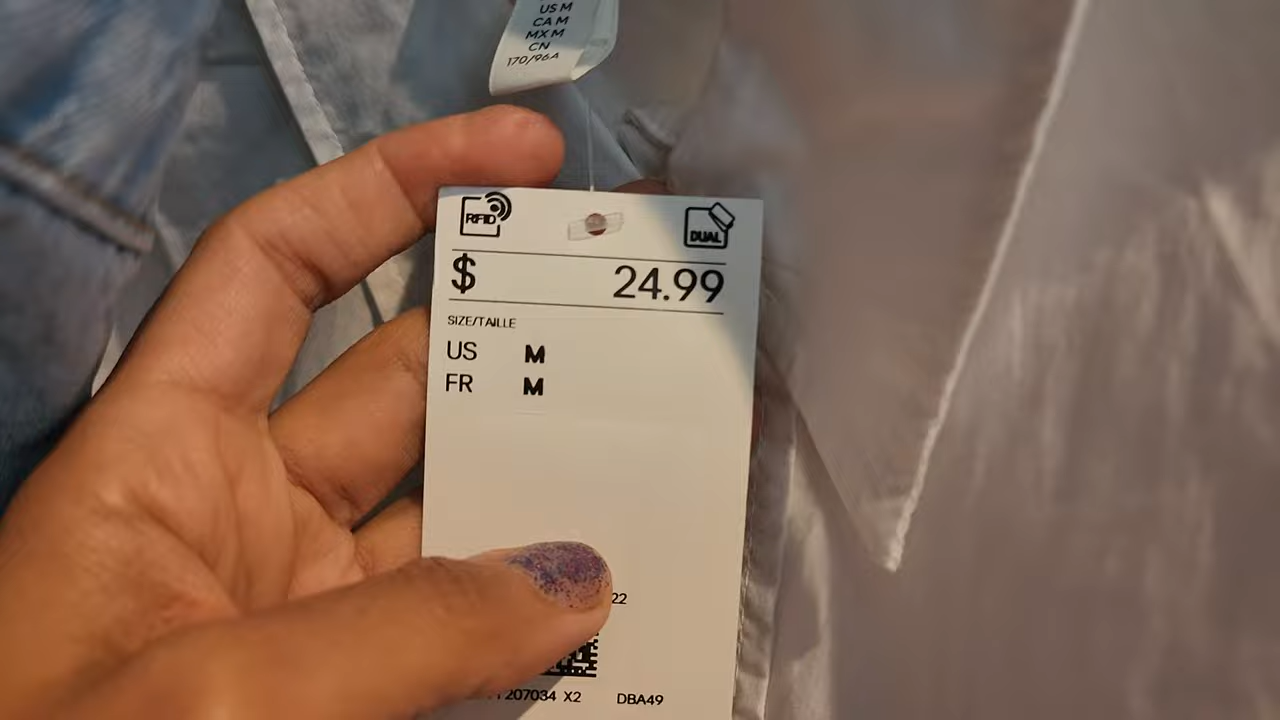 US M
CA M
MX M
CN
170/96A
RFID
DUAL
$ 24.99
SIZE/TAILLE
US M
FR M
22
207034 X2 DBA49